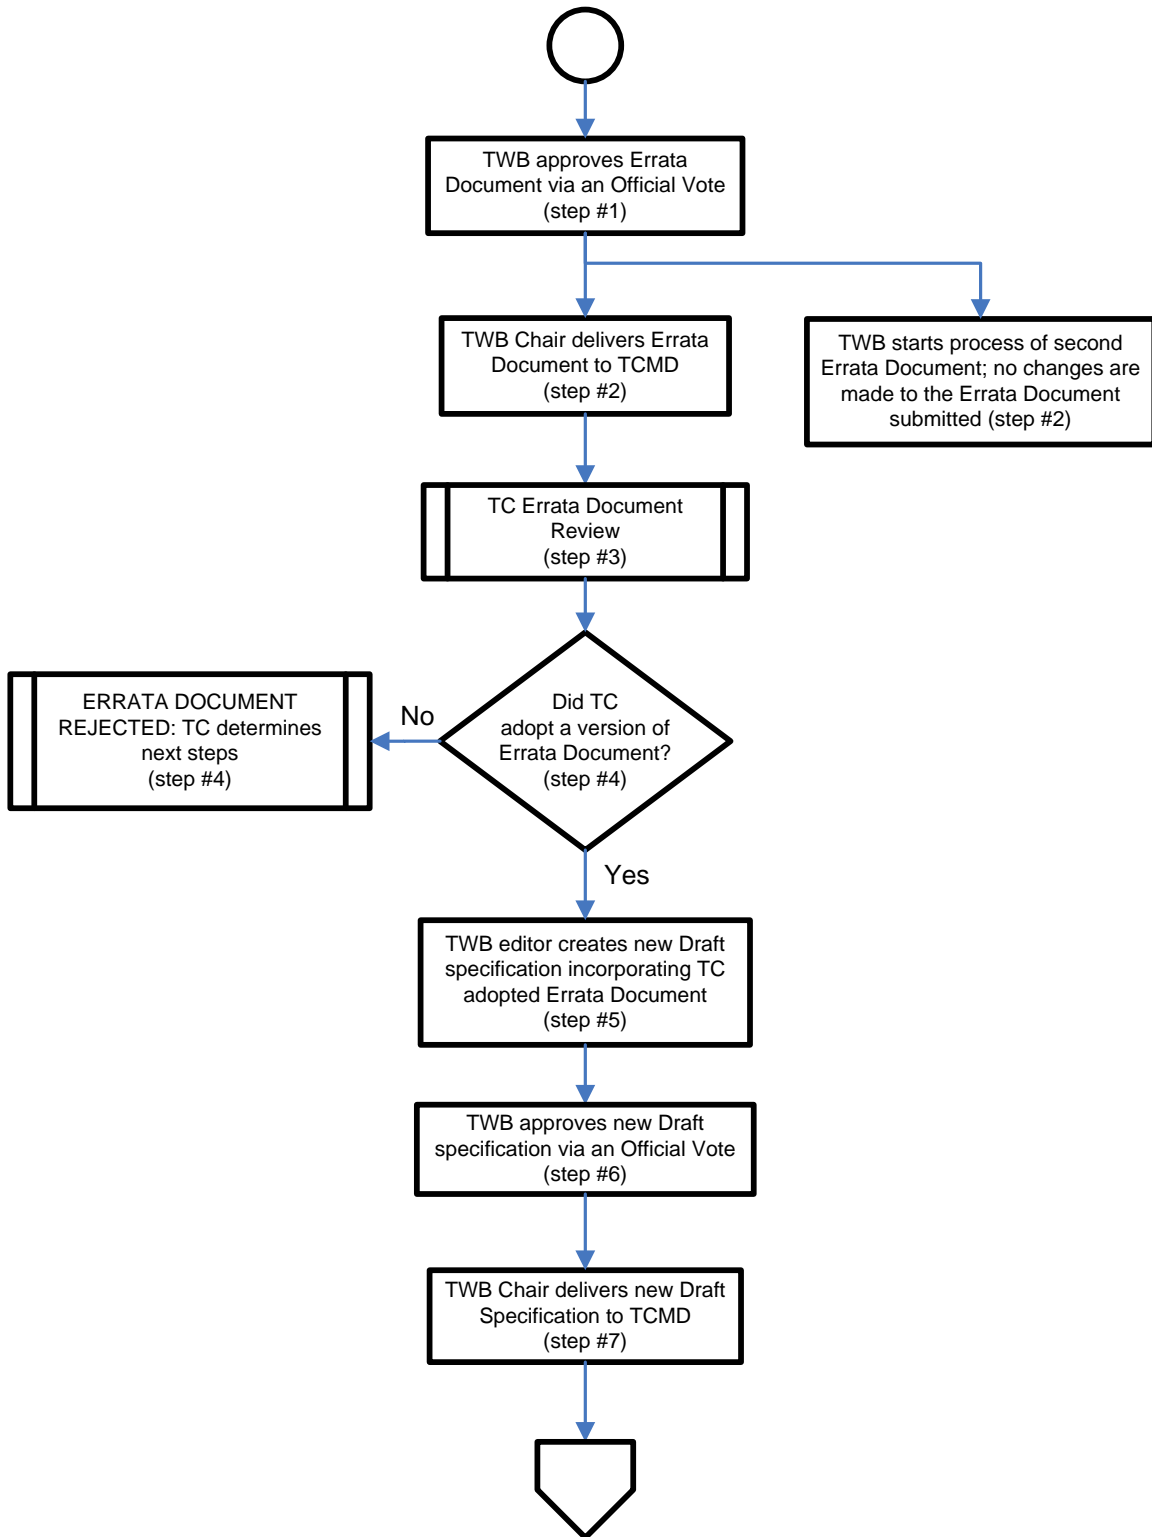 TWB approves Errata
Document via an Official Vote
(step #1)
TWB Chair delivers Errata
Document to TCMD
(step #2)
TWB starts process of second
Errata Document; no changes are
made to the Errata Document
submitted (step #2)
TC Errata Document
Review
(step #3)
ERRATA DOCUMENT
REJECTED: TC determines
next steps
(step #4)
No
Did TC
adopt a version of
Errata Document?
(step #4)
Yes
TWB editor creates new Draft
specification incorporating TC
adopted Errata Document
(step #5)
TWB approves new Draft
specification via an Official Vote
(step #6)
TWB Chair delivers new Draft
Specification to TCMD
(step #7)